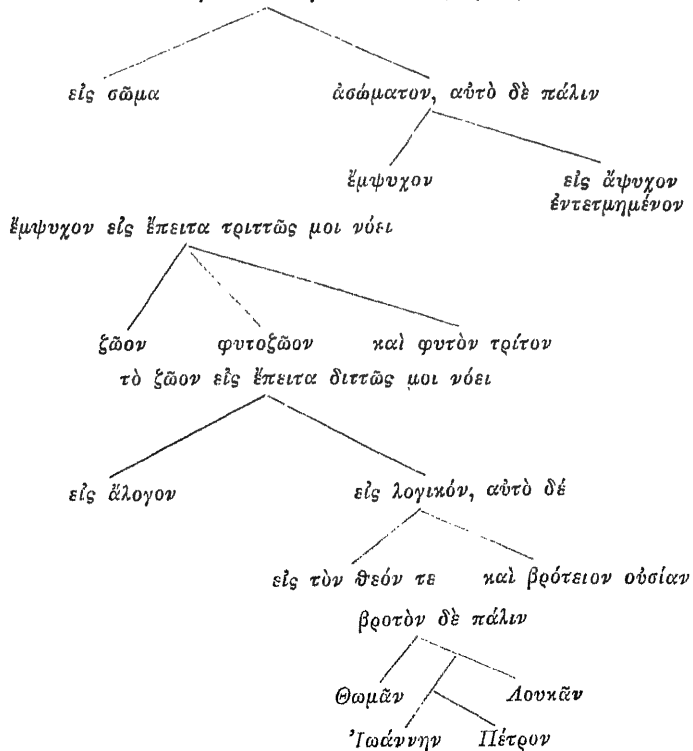 εἰς σῶμα ἀσώματον, αὐτὸ δὲ πάλιν
ἔμψυχον εἰς ἄψυχον
ἐντετμημένον
ἔμψυχον εἰς ἔπειτα τριττῶς μοι νόει
ζῶον φυτοζῶον καὶ φυτὸν τρίτον
τὸ ζῶον εἰς ἔπειτα διττῶς μοι νόει
εἰς ἄλογον εἰς λογικόν, αὐτὸ δέ
εἰς τὸν θεόν τε καὶ βρότειον οὐσίαν
βροτὸν δὲ πάλιν
Θωμᾶν Λουκᾶν
Ἰωάννην Πέτρον